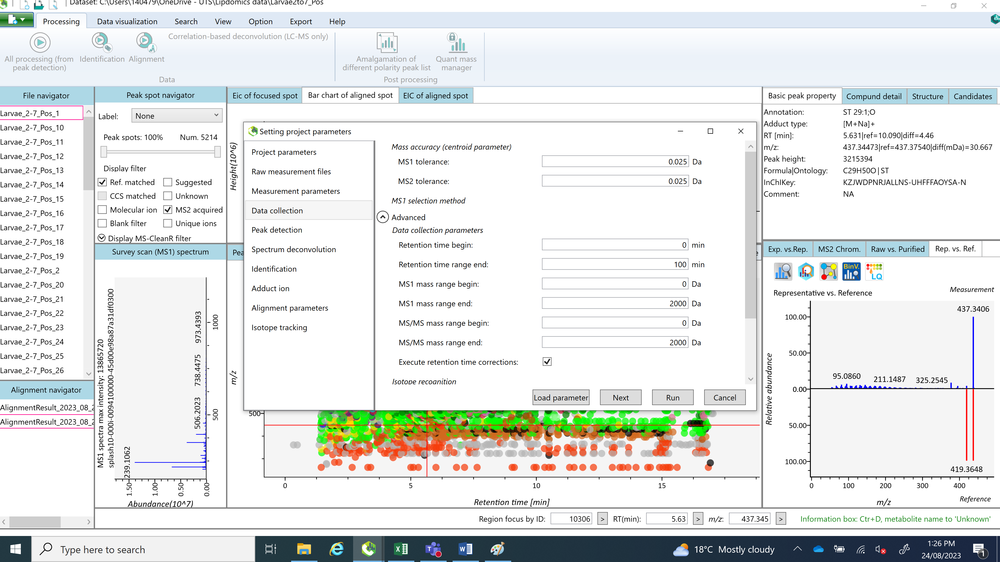 Dataset: C:\Users\140479\OneDrive - UTS\Lipdomics data\Larvae2to7_Pos
Processing Data visualization Search View Option Export Help
Correlation-based deconvolution (LC-MS only)
All processing (from
peak detection)
Identification
Alignment
Data
Amalgamation of
different polarity peak list
Quant mass
manager
Post processing
File navigator
Larvae_2-7_Pos_1
Larvae_2-7_Pos_10
Larvae_2-7_Pos_11
Larvae_2-7_Pos_12
Larvae_2-7_Pos_13
Larvae_2-7_Pos_14
Larvae_2-7_Pos_15
Larvae_2-7_Pos_16
Larvae_2-7_Pos_17
Larvae_2-7_Pos_18
Larvae_2-7_Pos_19
Larvae_2-7_Pos_2
Larvae_2-7_Pos_20
Larvae_2-7_Pos_21
Larvae_2-7_Pos_22
Larvae_2-7_Pos_23
Larvae_2-7_Pos_24
Larvae_2-7_Pos_25
Larvae_2-7_Pos_26
Alignment navigator
AlignmentResult_2023_08_2
AlignmentResult_2023_08_2
Peak spot navigator
Label: None
Peak spots: 100% Num. 5214
Display filter
Ref. matched Suggested
CCS matched Unknown
Molecular ion MS2 acquired
Blank filter Unique ions
Display MS-CleanR filter
Survey scan (MS1) spectrum
MS1 spectra max intensity: 13865720
splash10-000i-0094100000-45d00e98a87a31df0300
239.1062
506.2023
738.4475
973.4393
500
1000
1.50
1.00
0.50
0.00
Abundance(10^7)
Eic of focused spot Bar chart of aligned spot EIC of aligned spot
Height(10^6)
Pea
m/z
500
0 5 10 15
Retention time [min]
Setting project parameters
Project parameters
Raw measurement files
Measurement parameters
Data collection
Peak detection
Spectrum deconvolution
Identification
Adduct ion
Alignment parameters
Isotope tracking
Mass accuracy (centroid parameter)
MS1 tolerance: 0.025 Da
MS2 tolerance: 0.025 Da
MS1 selection method
Advanced
Data collection parameters
Retention time begin: 0 min
Retention time range end: 100 min
MS1 mass range begin: 0 Da
MS1 mass range end: 2000 Da
MS/MS mass range begin: 0 Da
MS/MS mass range end: 2000 Da
Execute retention time corrections:
Isotope recognition
Load parameter Next Run Cancel
Basic peak property Compund detail Structure Candidates
Annotation: ST 29:1;O
Adduct type: [M+Na]+
RT [min]: 5.631|ref=10.090|diff=4.46
m/z: 437.34473|ref=437.37540|diff(mDa)=30.667
Peak height: 3215394
Formula|Ontology: C29H50O|ST
InChIKey: KZJWDPNRJALLNS-UHFFFAOYSA-N
Comment: NA
Exp. vs.Rep. MS2 Chrom. Raw vs. Purified Rep. vs. Ref.
BinV.
LQ
Measurement
Representative vs. Reference
437.3406
100.00
50.00
95.0860 211.1487 325.2545
0.00
50.00
100.00
419.3648
Relative abundance
0 100 200 300 400
Reference
m/z
Region focus by ID: 10306 > RT(min): 5.63 > m/z: 437.345 > Information box: Ctr+D, metabolite name to 'Unknown'
Type here to search
18°C Mostly cloudy
1:26 PM
24/08/2023
1